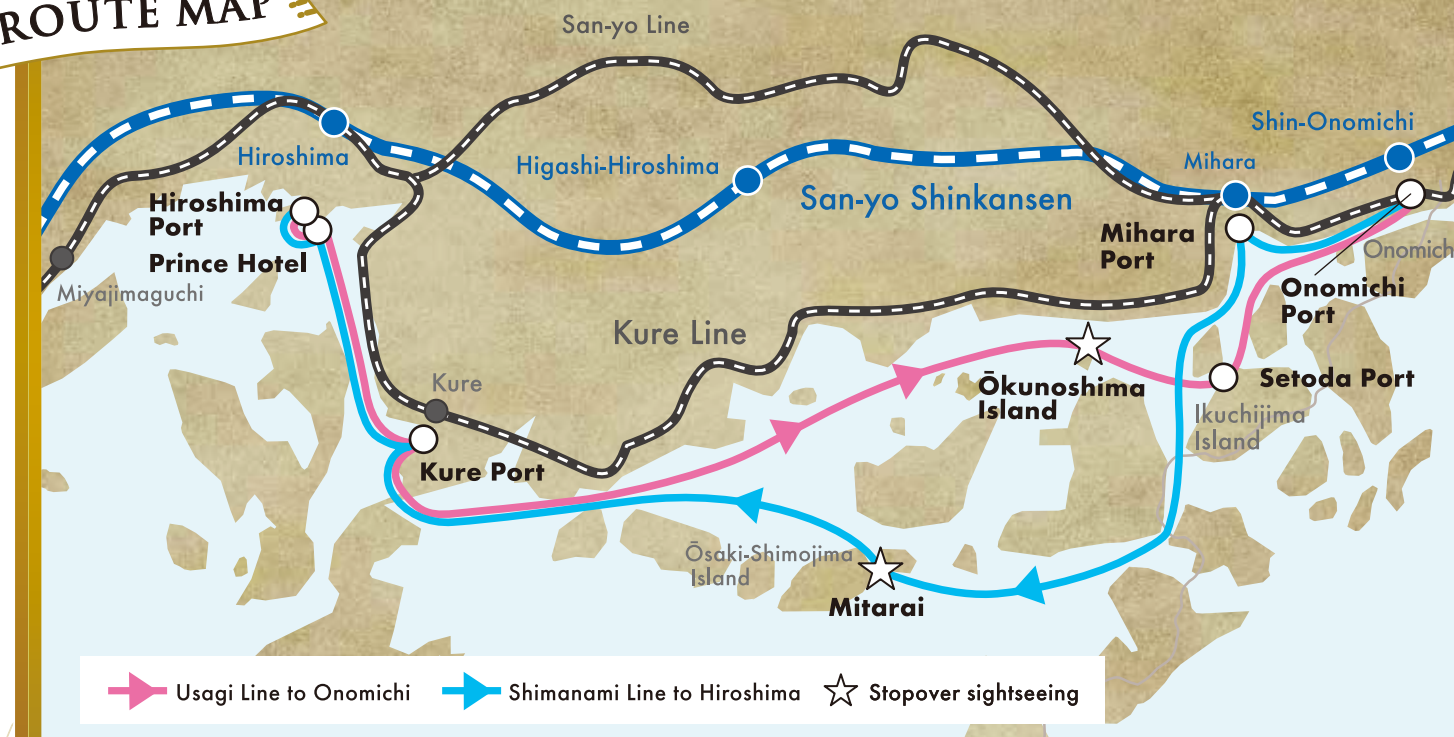 ROUTE MAP
San-yo Line
Shin-Onomichi
Hiroshima
Higashi-Hiroshima
Mihara
San-yo Shinkansen
Hiroshima
Port
Prince Hotel
Miyajimaguchi
Mihara
Port
Onomich
Onomichi
Port
Kure Line
Kure
Ōkunoshima
Island
Setoda Port
Ikuchijima
Island
Kure Port
Ōsaki-Shimojima
Island
Mitarai
Usagi Line to Onomichi
Shimanami Line to Hiroshima
Stopover sightseeing